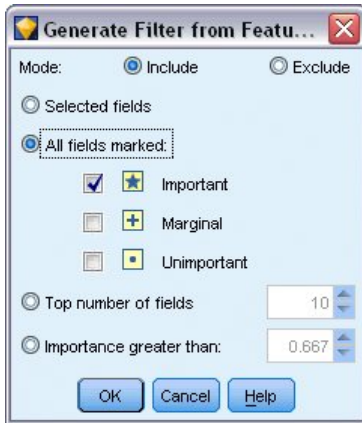 Generate Filter from Featu...
Mode: Include Exclude
Selected fields
All fields marked:
Important
Marginal
Unimportant
Top number of fields 10
Importance greater than: 0.667
OK Cancel Help